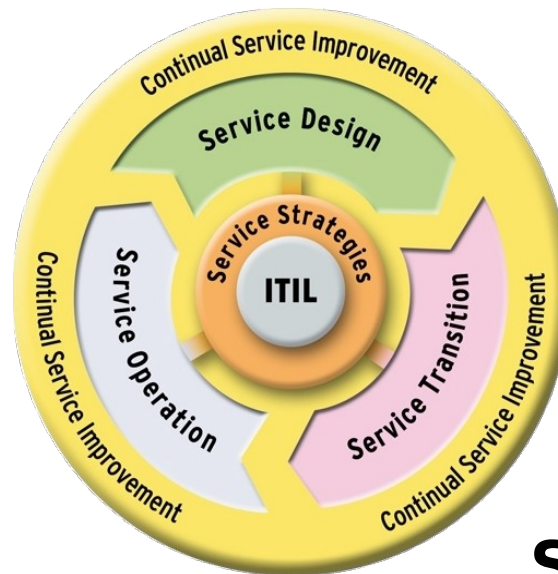 Continual Service Improvement
Service Design
Service Strategies
ITIL
Service Operation
Service Transition
Continual Service Improvement
Continual Service Improvement